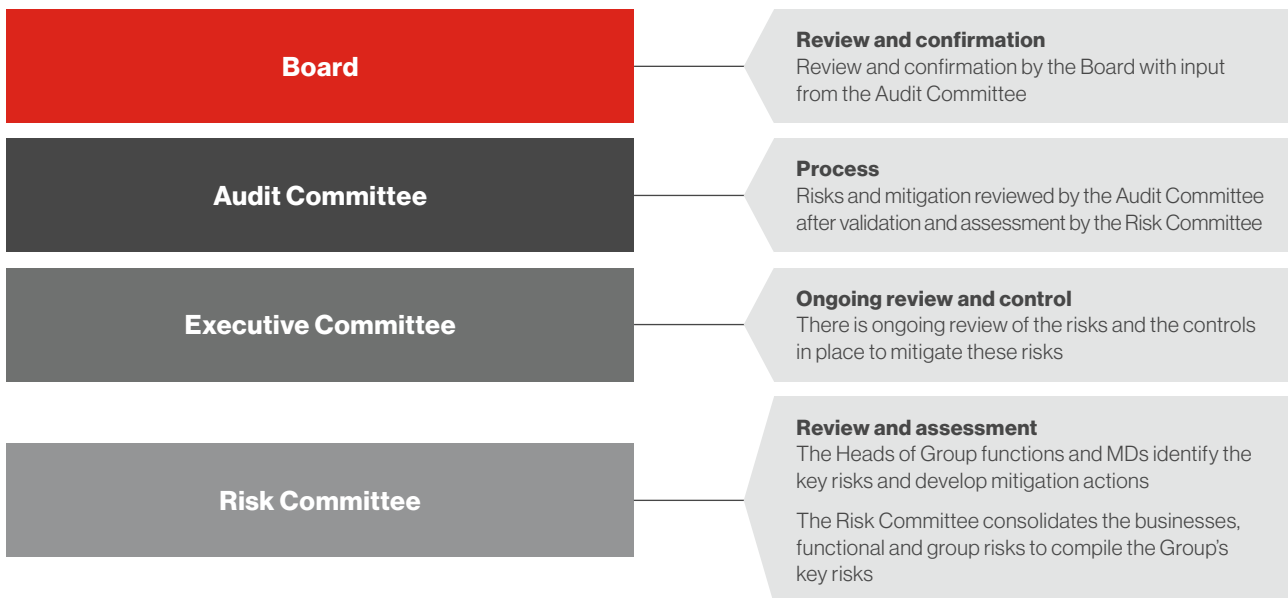 Board
Review and confirmation
Review and confirmation by the Board with input
from the Audit Committee
Audit Committee
Process
Risks and mitigation reviewed by the Audit Committee
after validation and assessment by the Risk Committee
Executive Committee
Ongoing review and control
There is ongoing review of the risks and the controls
in place to mitigate these risks
Risk Committee
Review and assessment
The Heads of Group functions and MDs identify the
key risks and develop mitigation actions
The Risk Committee consolidates the businesses,
functional and group risks to compile the Group’s
key risks